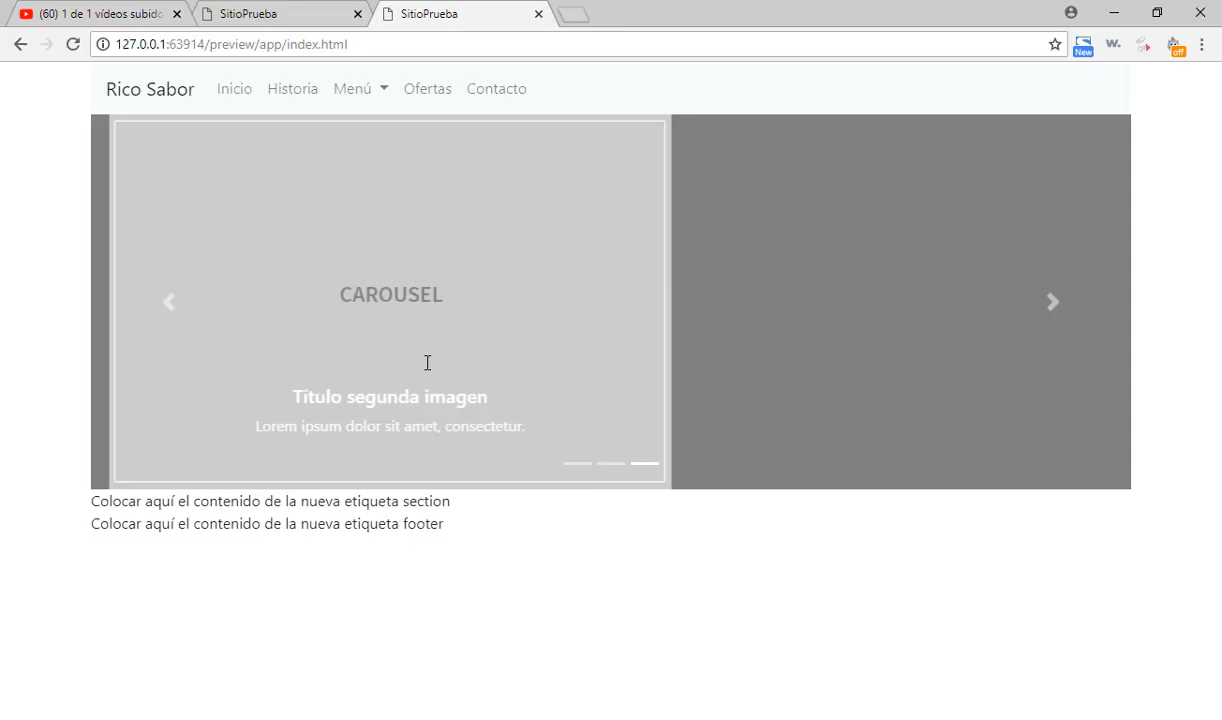 (60) 1 de 1 vídeos subido
SitioPrueba
SitioPrueba
127.0.0.1:63914/preview/app/index.html
New
W.
off
Rico Sabor Inicio Historia Menú Ofertas Contacto
CAROUSEL
Título segunda imagen
Lorem ipsum dolor sit amet, consectetur.
Colocar aquí el contenido de la nueva etiqueta section
Colocar aquí el contenido de la nueva etiqueta footer